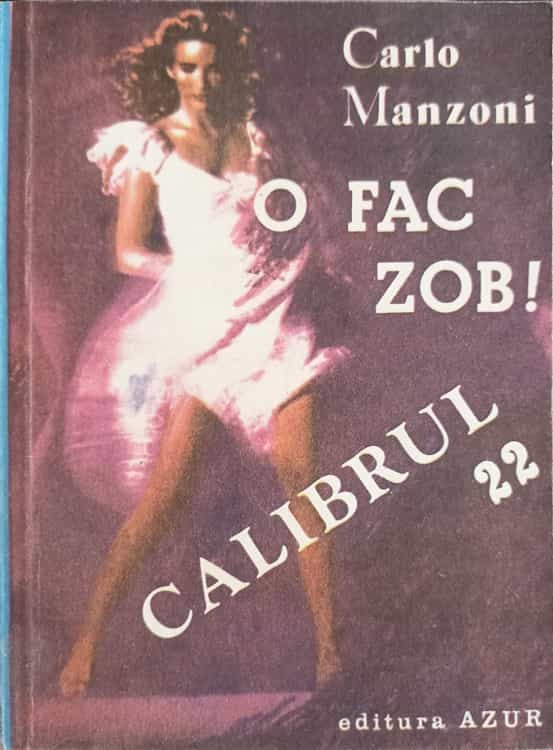 Carlo
Manzoni
O FAC
ZOB!
CALIBRUL
22
editura AZUR